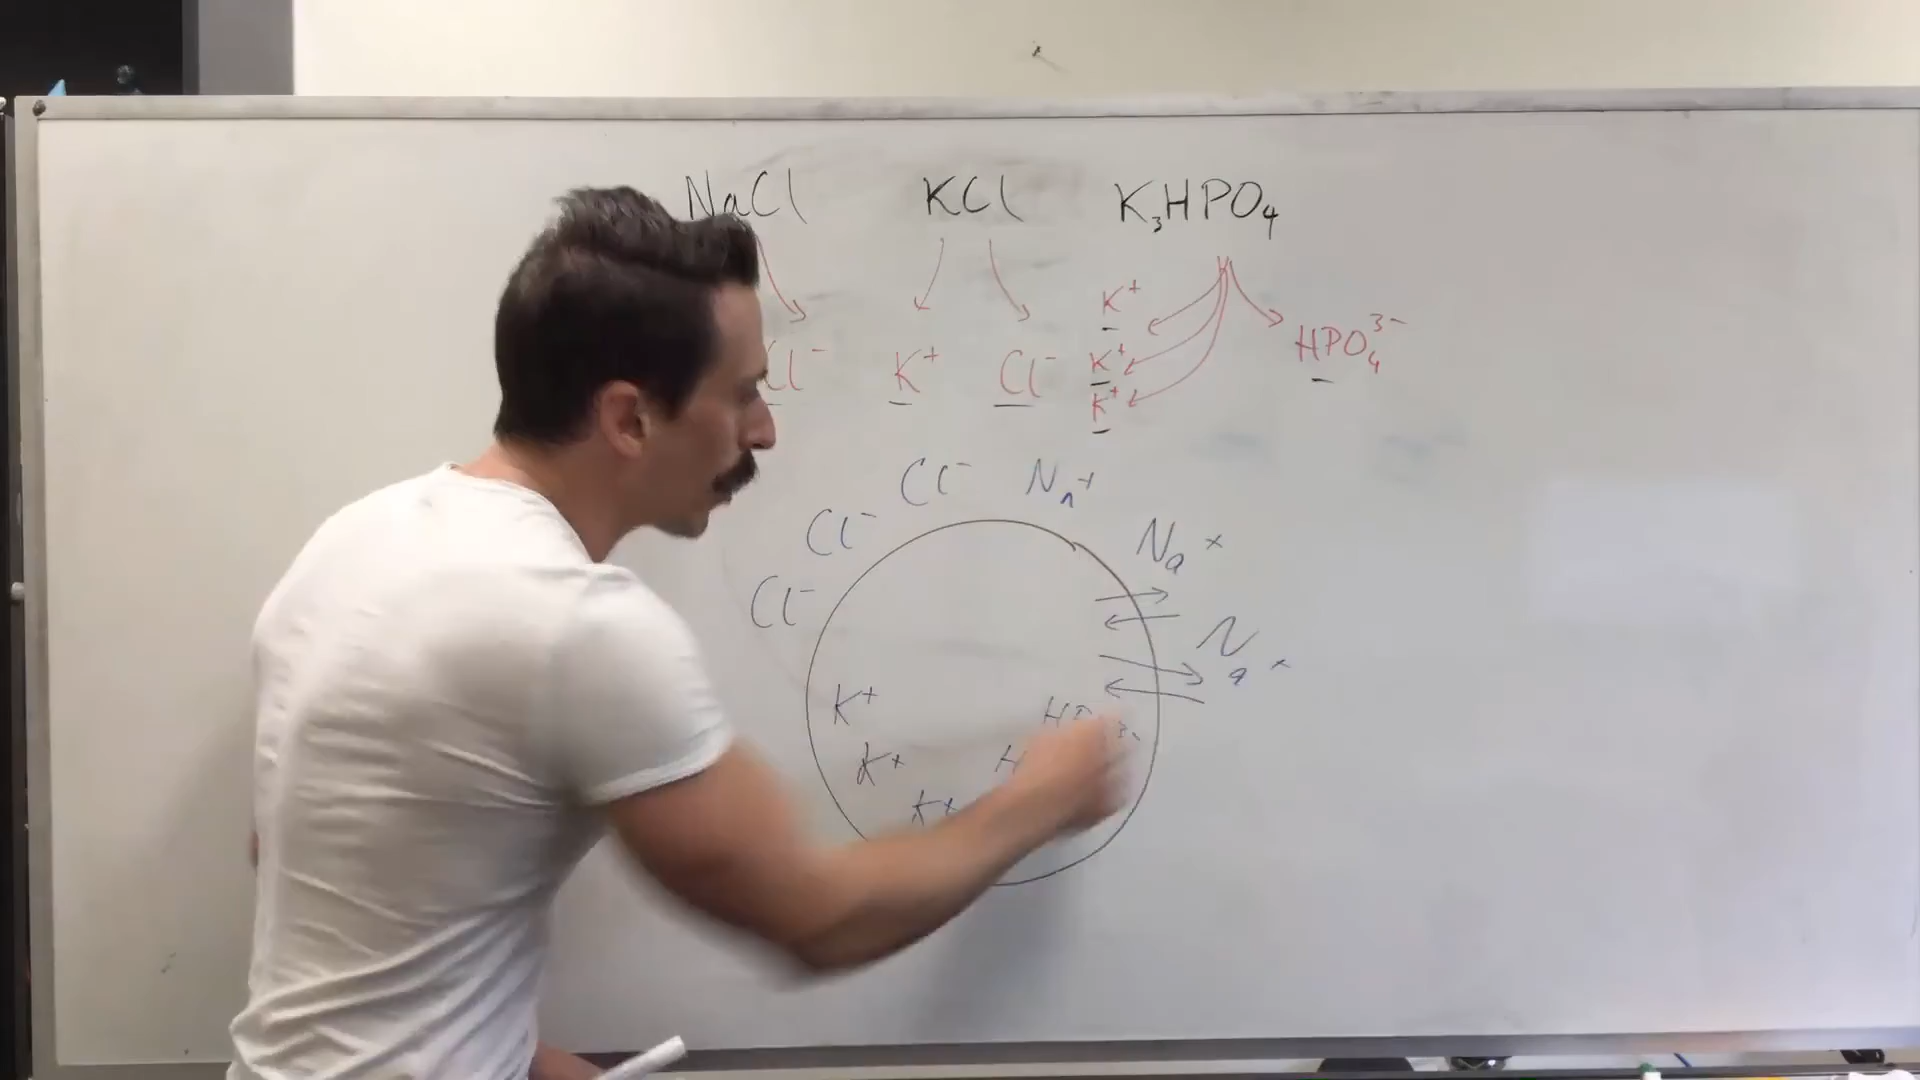 NaCl KCl K₃HPO₄
K⁺
Cl⁻ K⁺ Cl⁻ K⁺ HPO₄³⁻
K⁺
Cl⁻ Na⁺
Cl⁻ Na⁺
Cl⁻ Na⁺
K⁺
K⁺
K⁺